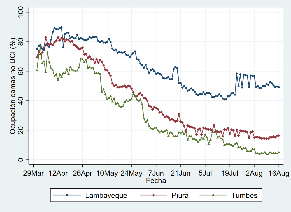 Ocupación camas no UCI (%)
100
80
60
40
20
0
29Mar 12Apr 26Apr 10May 24May 7Jun 21Jun 5Jul 19Jul 2Aug 16Aug
Fecha
Lambayeque Piura Tumbes